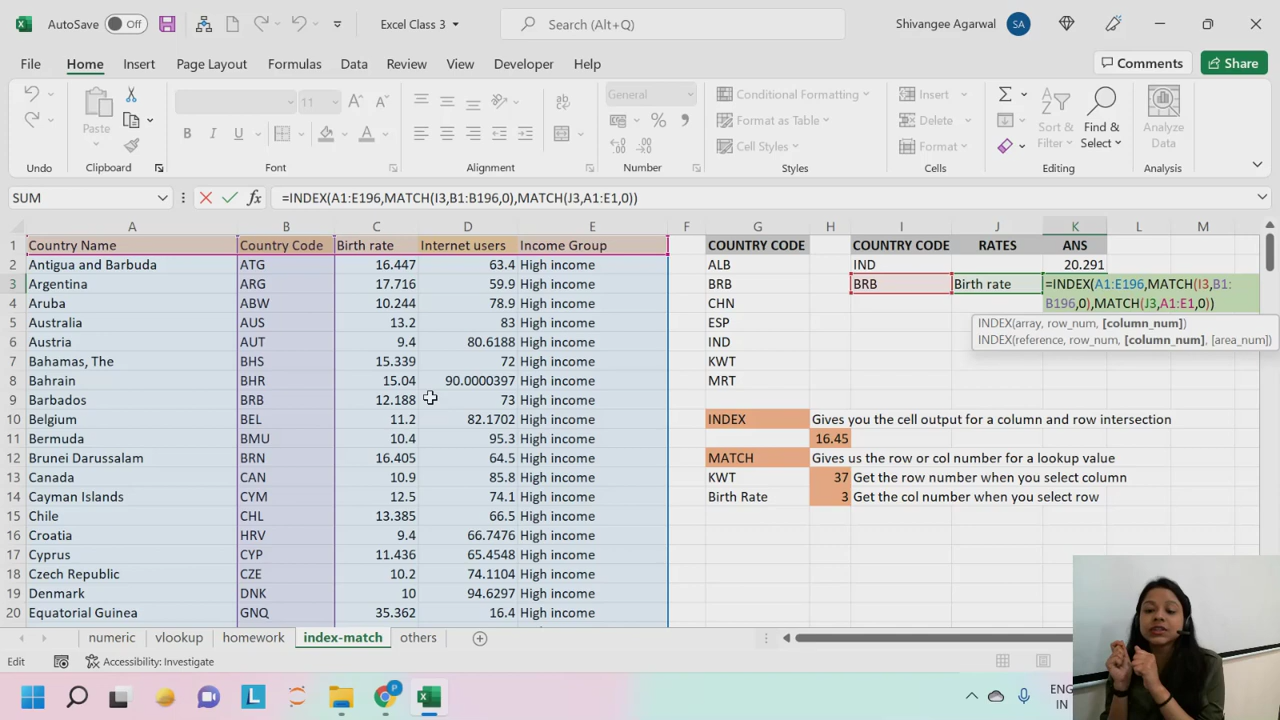 AutoSave Off Excel Class 3 Search (Alt+Q) Shivangee Agarwal SA
File Home Insert Page Layout Formulas Data Review View Developer Help Comments Share
11 General Conditional Formatting Insert
Paste Format as Table Delete Sort & Find & Analyze
B I U A Cell Styles Format Filter Select Data
Undo Clipboard Font Alignment Number Styles Cells Editing Analysis
SUM fx =INDEX(A1:E196,MATCH(I3,B1:B196,0),MATCH(J3,A1:E1,0))
A B C D E F G H I J K L M
1 Country Name Country Code Birth rate Internet users Income Group COUNTRY CODE COUNTRY CODE RATES ANS
2 Antigua and Barbuda ATG 16.447 63.4 High income ALB IND 20.291
3 Argentina ARG 17.716 59.9 High income BRB BRB Birth rate =INDEX(A1:E196,MATCH(I3,B1:
4 Aruba ABW 10.244 78.9 High income CHN B196,0),MATCH(J3,A1:E1,0))
5 Australia AUS 13.2 83 High income ESP INDEX(array, row_num, [column_num])
6 Austria AUT 9.4 80.6188 High income IND INDEX(reference, row_num, [column_num], [area_num])
7 Bahamas, The BHS 15.339 72 High income KWT
8 Bahrain BHR 15.04 90.0000397 High income MRT
9 Barbados BRB 12.188 73 High income
10 Belgium BEL 11.2 82.1702 High income INDEX Gives you the cell output for a column and row intersection
11 Bermuda BMU 10.4 95.3 High income 16.45
12 Brunei Darussalam BRN 16.405 64.5 High income MATCH Gives us the row or col number for a lookup value
13 Canada CAN 10.9 85.8 High income KWT 37 Get the row number when you select column
14 Cayman Islands CYM 12.5 74.1 High income Birth Rate 3 Get the col number when you select row
15 Chile CHL 13.385 66.5 High income
16 Croatia HRV 9.4 66.7476 High income
17 Cyprus CYP 11.436 65.4548 High income
18 Czech Republic CZE 10.2 74.1104 High income
19 Denmark DNK 10 94.6297 High income
20 Equatorial Guinea GNQ 35.362 16.4 High income
numeric vlookup homework index-match others
Edit Accessibility: Investigate
ENG
IN